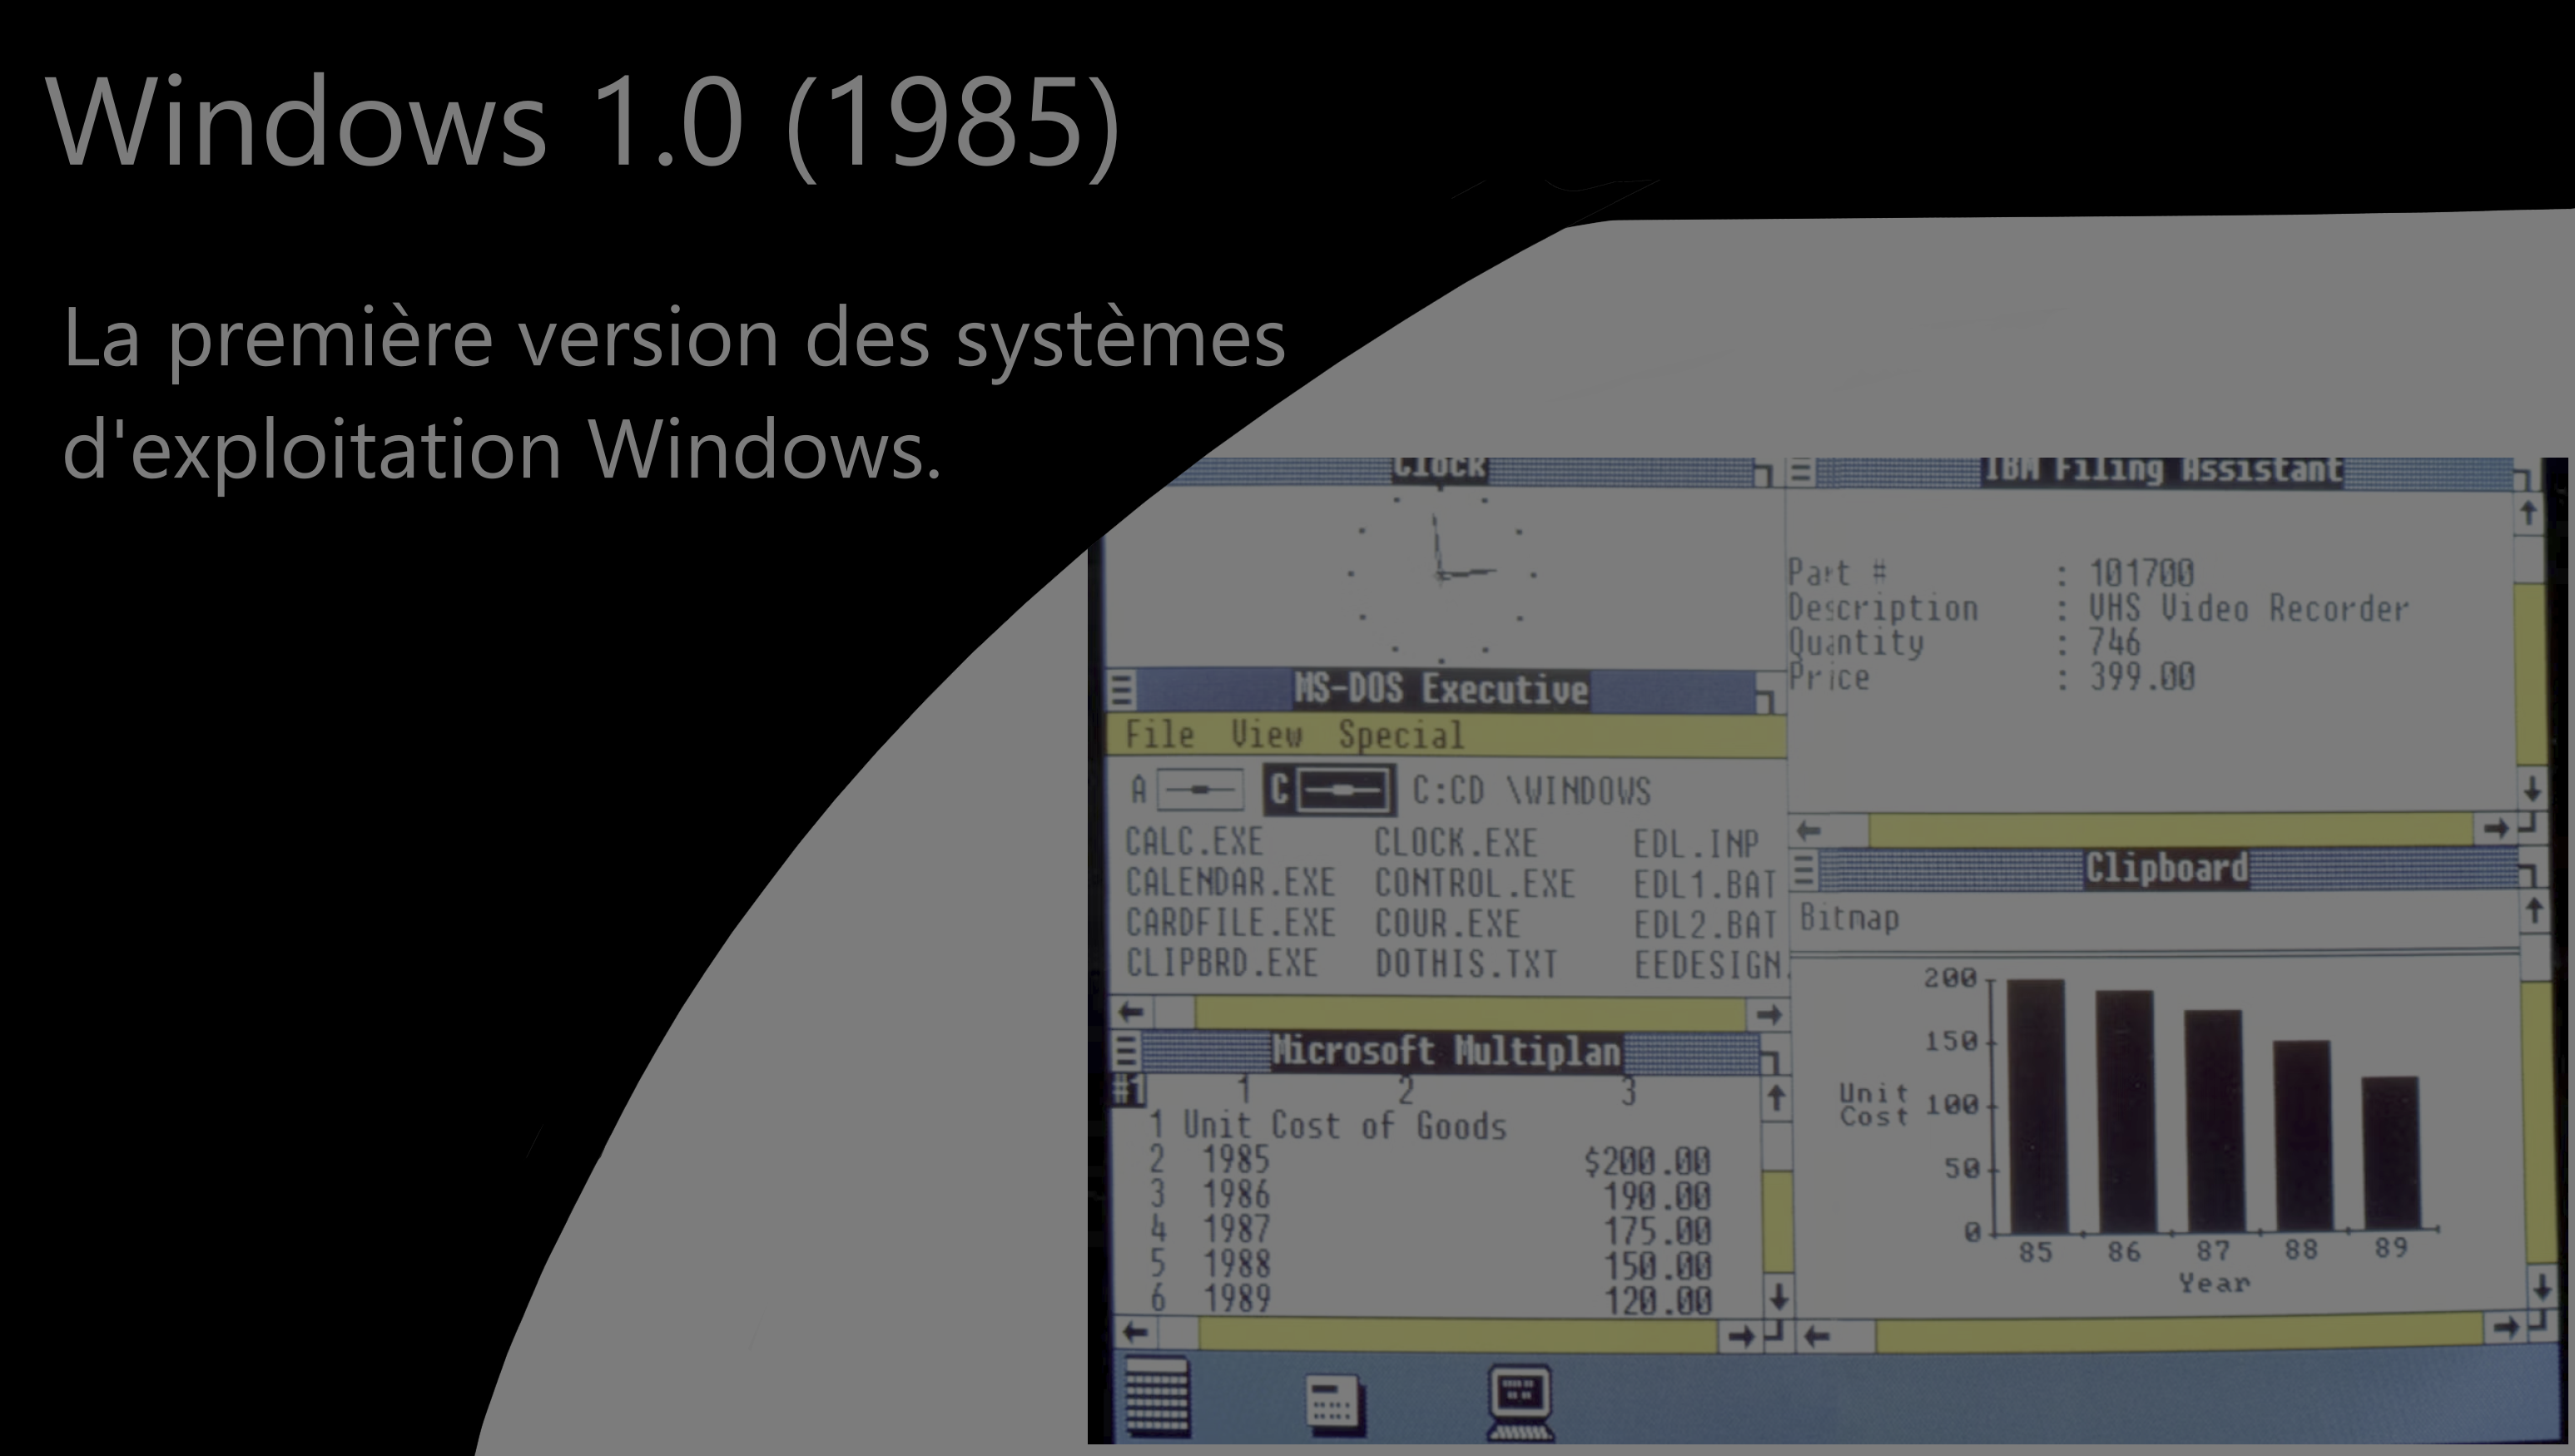 Windows 1.0 (1985)
La première version des systèmes
d'exploitation Windows.
Clock
MS-DOS Executive
File View Special
A C C:CD \WINDOWS
CALC.EXE CLOCK.EXE EDL.INP
CALENDAR.EXE CONTROL.EXE EDL1.BAT
CARDFILE.EXE COUR.EXE EDL2.BAT
CLIPBRD.EXE DOTHIS.TXT EEDESIGN.
Microsoft Multiplan
#1 1 2 3
1 Unit Cost of Goods
2 1985 $200.00
3 1986 190.00
4 1987 175.00
5 1988 150.00
6 1989 120.00
IBM Filing Assistant
Part # : 101700
Description : VHS Video Recorder
Quantity : 746
Price : 399.00
Clipboard
Bitmap
200
150
Unit
Cost
100
50
0
85 86 87 88 89
Year